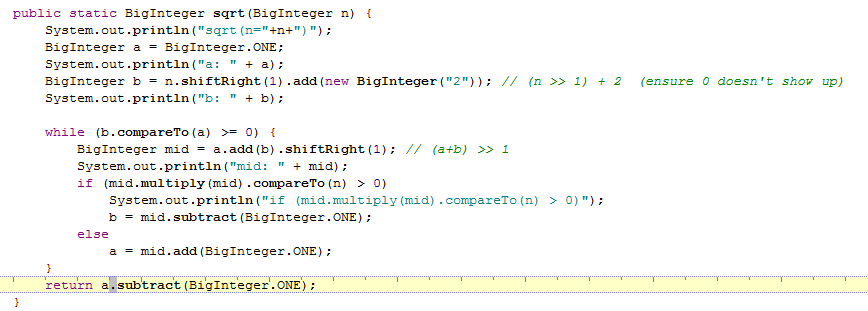 public static BigInteger sqrt(BigInteger n) {
    System.out.println("sqrt(n="+n+")");
    BigInteger a = BigInteger.ONE;
    System.out.println("a: " + a);
    BigInteger b = n.shiftRight(1).add(new BigInteger("2")); // (n >> 1) + 2  (ensure 0 doesn't show up)
    System.out.println("b: " + b);

    while (b.compareTo(a) >= 0) {
        BigInteger mid = a.add(b).shiftRight(1); // (a+b) >> 1
        System.out.println("mid: " + mid);
        if (mid.multiply(mid).compareTo(n) > 0)
            System.out.println("if (mid.multiply(mid).compareTo(n) > 0)");
            b = mid.subtract(BigInteger.ONE);
        else
            a = mid.add(BigInteger.ONE);
    }
    return a.subtract(BigInteger.ONE);
}